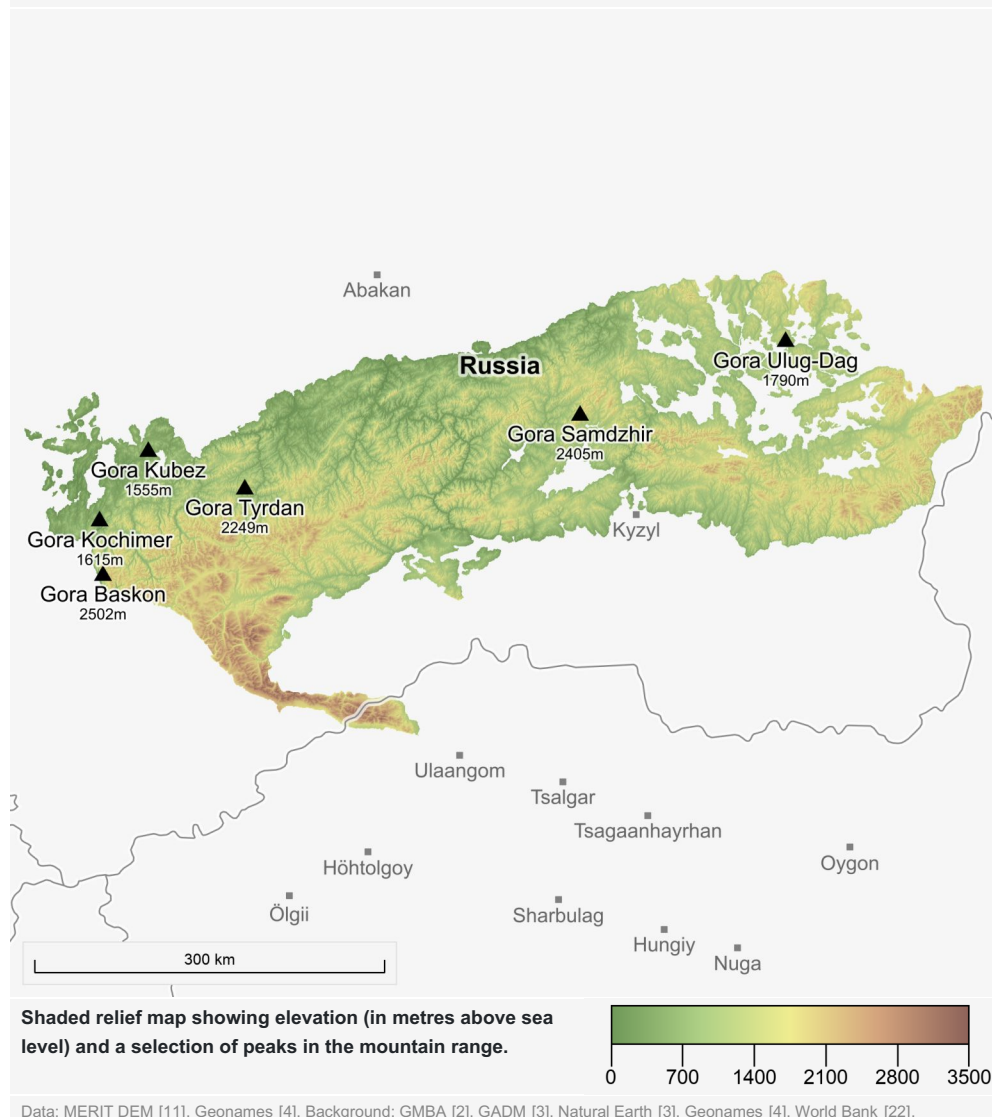 Abakan
Russia
Gora Ulug-Dag
1790m
Gora Samdzhir
2405m
Gora Kubez
1555m
Gora Tyrdan
2249m
Kyzyl
Gora Kochimer
1615m
Gora Baskon
2502m
Ulaangom
Tsalgar
Tsagaanhayrhan
Höhtolgoy
Oygon
Ölgii
Sharbulag
Hungiy
Nuga
300 km
Shaded relief map showing elevation (in metres above sea
level) and a selection of peaks in the mountain range.
0 700 1400 2100 2800 3500
Data: MERIT DEM [11], Geonames [4]. Background: GMBA [2], GADM [3], Natural Earth [3], Geonames [4], World Bank [22].